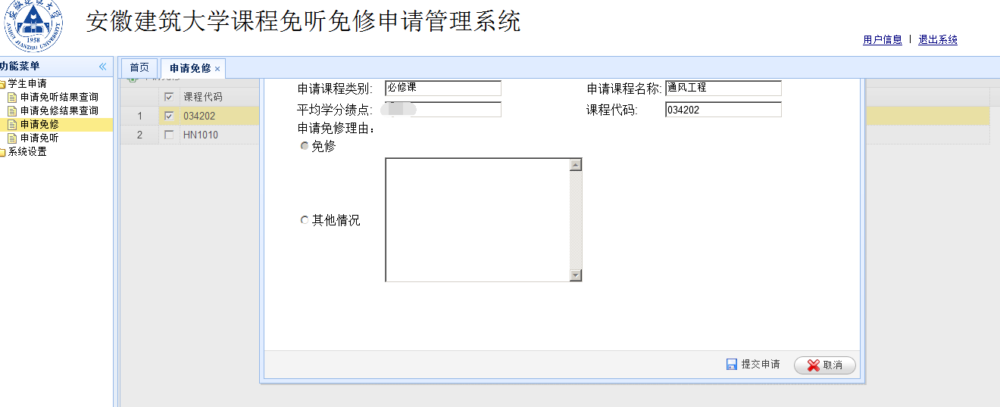 安徽建筑大学
ANHUI JIANZHU UNIVERSITY
1958
安徽建筑大学课程免听免修申请管理系统
用户信息 | 退出系统
功能菜单
学生申请
申请免听结果查询
申请免修结果查询
申请免修
申请免听
系统设置
首页 申请免修 ×
课程代码
1 034202
2 HN1010
申请课程类别: 必修课 申请课程名称: 通风工程
平均学分绩点: 课程代码: 034202
申请免修理由:
免修
其他情况
提交申请 取消